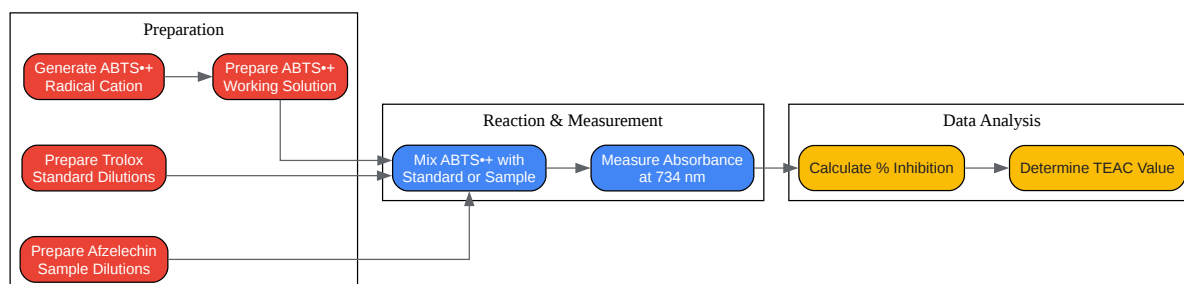 Preparation
Generate ABTS•+
Radical Cation
Prepare ABTS•+
Working Solution
Prepare Trolox
Standard Dilutions
Prepare Afzelechin
Sample Dilutions
Reaction & Measurement
Mix ABTS•+ with
Standard or Sample
Measure Absorbance
at 734 nm
Data Analysis
Calculate % Inhibition
Determine TEAC Value